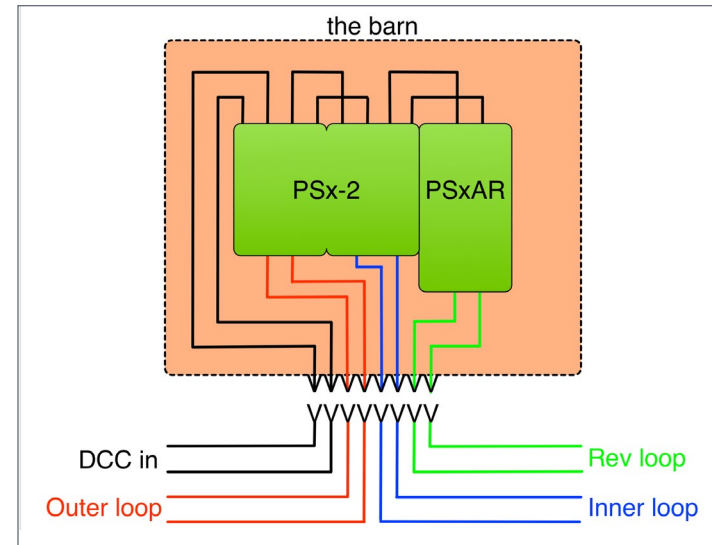 the barn
PSx-2
PSxAR
DCC in
Rev loop
Outer loop
Inner loop